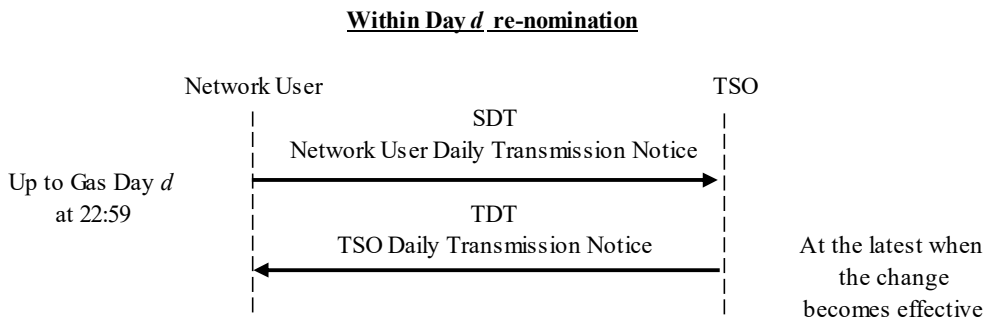 Within Day d re-nomination
Network User
TSO
SDT
Network User Daily Transmission Notice
Up to Gas Day d
at 22:59
TDT
TSO Daily Transmission Notice
At the latest when
the change
becomes effective